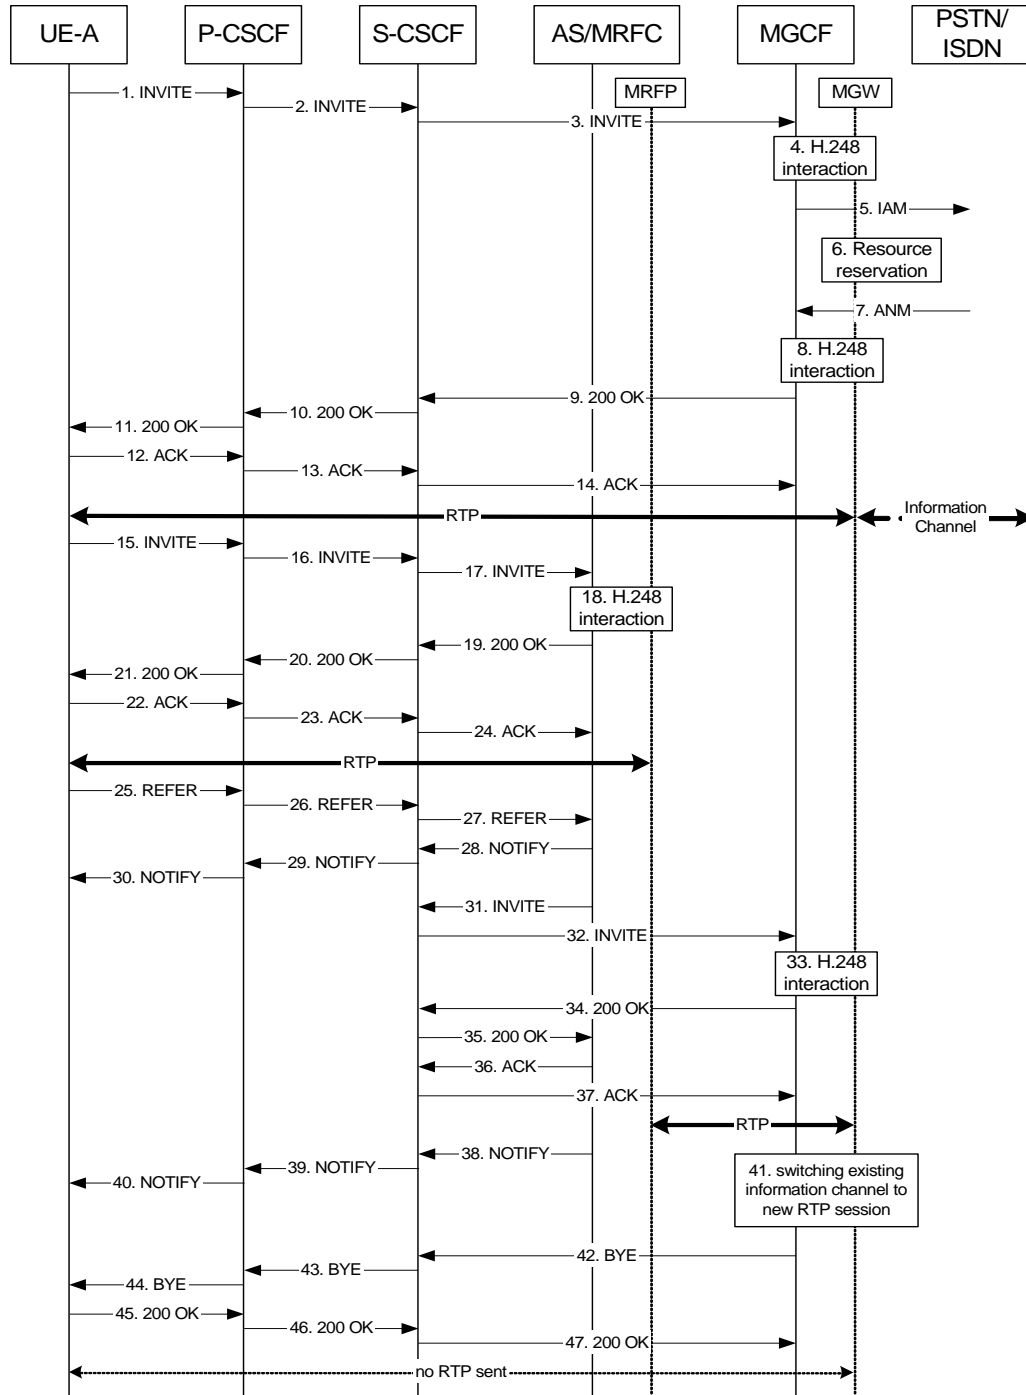 UE-A
P-CSCF
S-CSCF
AS/MRFC
MGCF
PSTN/
ISDN
MRFP
MGW
1. INVITE
2. INVITE
3. INVITE
4. H.248
interaction
5. IAM
6. Resource
reservation
7. ANM
8. H.248
interaction
9. 200 OK
10. 200 OK
11. 200 OK
12. ACK
13. ACK
14. ACK
RTP
Information
Channel
15. INVITE
16. INVITE
17. INVITE
18. H.248
interaction
19. 200 OK
20. 200 OK
21. 200 OK
22. ACK
23. ACK
24. ACK
RTP
25. REFER
26. REFER
27. REFER
28. NOTIFY
29. NOTIFY
30. NOTIFY
31. INVITE
32. INVITE
33. H.248
interaction
34. 200 OK
35. 200 OK
36. ACK
37. ACK
RTP
38. NOTIFY
39. NOTIFY
40. NOTIFY
41. switching existing
information channel to
new RTP session
42. BYE
43. BYE
44. BYE
45. 200 OK
46. 200 OK
47. 200 OK
no RTP sent